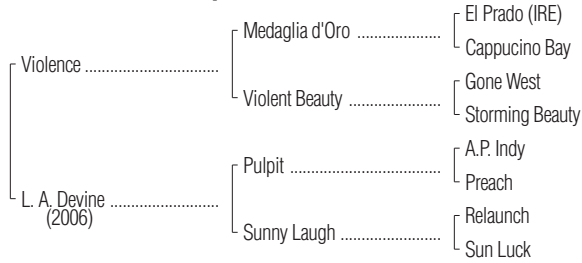 El Prado (IRE)
Medaglia d'Oro ....................
Cappucino Bay
Violence ................................
Gone West
Violent Beauty ......................
Storming Beauty
A.P. Indy
Pulpit .....................................
Preach
L. A. Devine ..........................
(2006)
Relaunch
Sunny Laugh ........................
Sun Luck